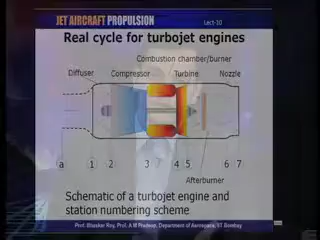 JET AIRCRAFT PROPULSION
Lect-10
Real cycle for turbojet engines
Combustion chamber/burner
Diffuser
Compressor
Turbine
Nozzle
a 1 2 3 4 5 6 7
Afterburner
Schematic of a turbojet engine and
station numbering scheme
Prof. Bhaskar Roy, Prof. A M Pradeep, Department of Aerospace, IIT Bombay